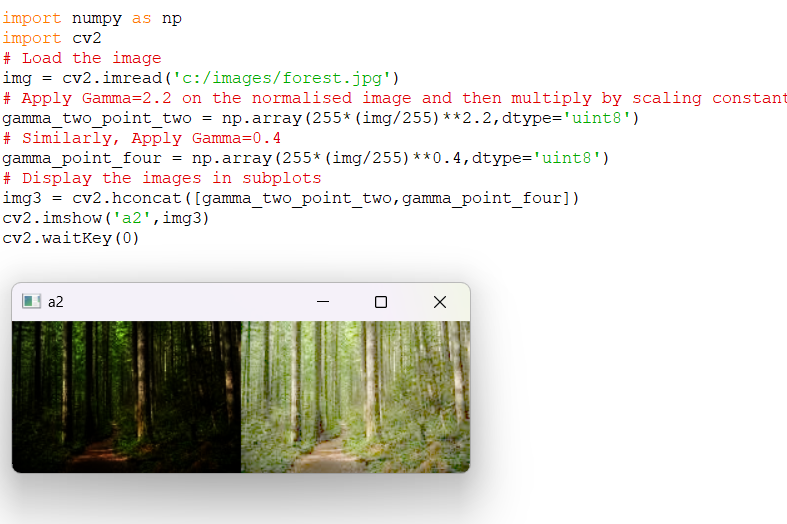 import numpy as np
import cv2
# Load the image
img = cv2.imread('c:/images/forest.jpg')
# Apply Gamma=2.2 on the normalised image and then multiply by scaling constant
gamma_two_point_two = np.array(255*(img/255)**2.2,dtype='uint8')
# Similarly, Apply Gamma=0.4
gamma_point_four = np.array(255*(img/255)**0.4,dtype='uint8')
# Display the images in subplots
img3 = cv2.hconcat([gamma_two_point_two,gamma_point_four])
cv2.imshow('a2',img3)
cv2.waitKey(0)
a2